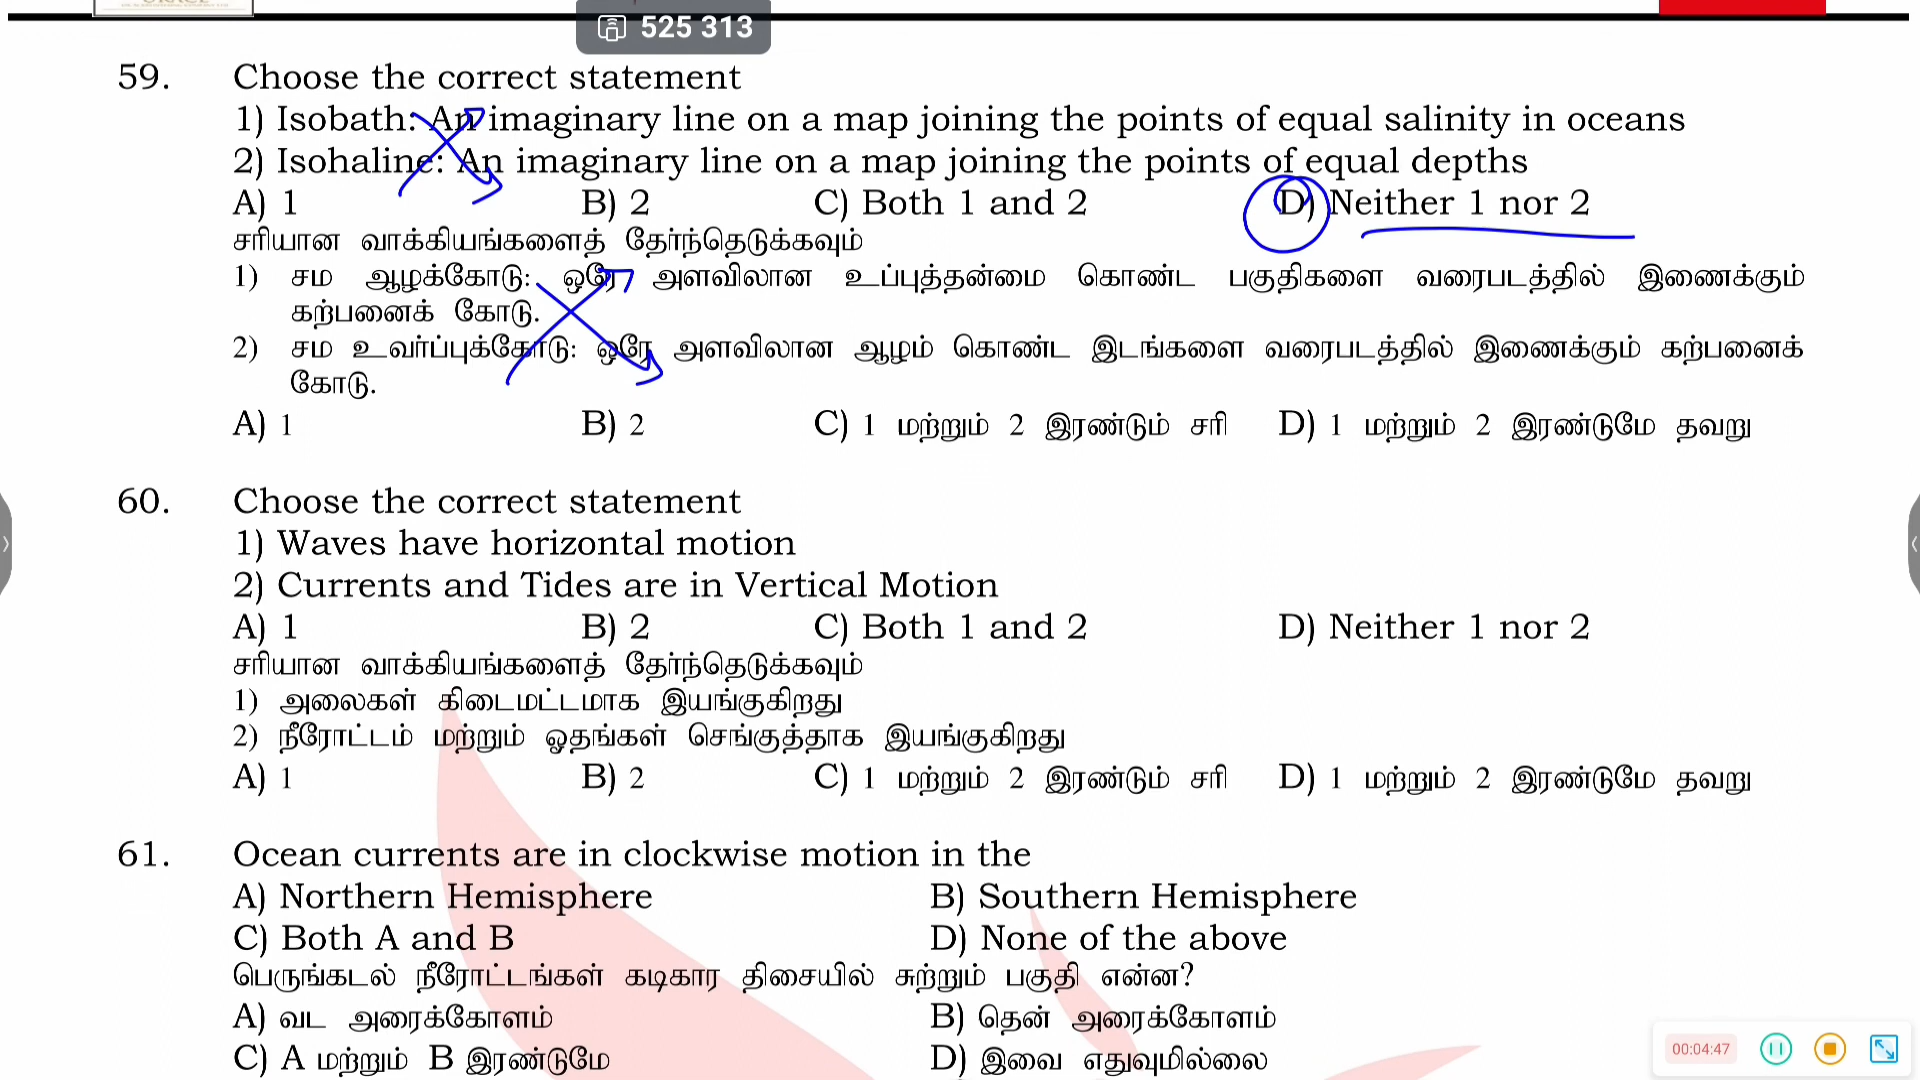 525 313
59. Choose the correct statement
1) Isobath: An imaginary line on a map joining the points of equal salinity in oceans
2) Isohaline: An imaginary line on a map joining the points of equal depths
A) 1 B) 2 C) Both 1 and 2 D) Neither 1 nor 2
சரியான வாக்கியங்களைத் தேர்ந்தெடுக்கவும்
1) சம ஆழக்கோடு: ஒரே அளவிலான உப்புத்தன்மை கொண்ட பகுதிகளை வரைபடத்தில் இணைக்கும்
கற்பனைக் கோடு.
2) சம உவர்ப்புக்கோடு: ஒரே அளவிலான ஆழம் கொண்ட இடங்களை வரைபடத்தில் இணைக்கும் கற்பனைக்
கோடு.
A) 1 B) 2 C) 1 மற்றும் 2 இரண்டும் சரி D) 1 மற்றும் 2 இரண்டுமே தவறு
60. Choose the correct statement
1) Waves have horizontal motion
2) Currents and Tides are in Vertical Motion
A) 1 B) 2 C) Both 1 and 2 D) Neither 1 nor 2
சரியான வாக்கியங்களைத் தேர்ந்தெடுக்கவும்
1) அலைகள் கிடைமட்டமாக இயங்குகிறது
2) நீரோட்டம் மற்றும் ஓதங்கள் செங்குத்தாக இயங்குகிறது
A) 1 B) 2 C) 1 மற்றும் 2 இரண்டும் சரி D) 1 மற்றும் 2 இரண்டுமே தவறு
61. Ocean currents are in clockwise motion in the
A) Northern Hemisphere B) Southern Hemisphere
C) Both A and B D) None of the above
பெருங்கடல் நீரோட்டங்கள் கடிகார திசையில் சுற்றும் பகுதி என்ன?
A) வட அரைக்கோளம் B) தென் அரைக்கோளம்
C) A மற்றும் B இரண்டுமே D) இவை எதுவுமில்லை
00:04:47